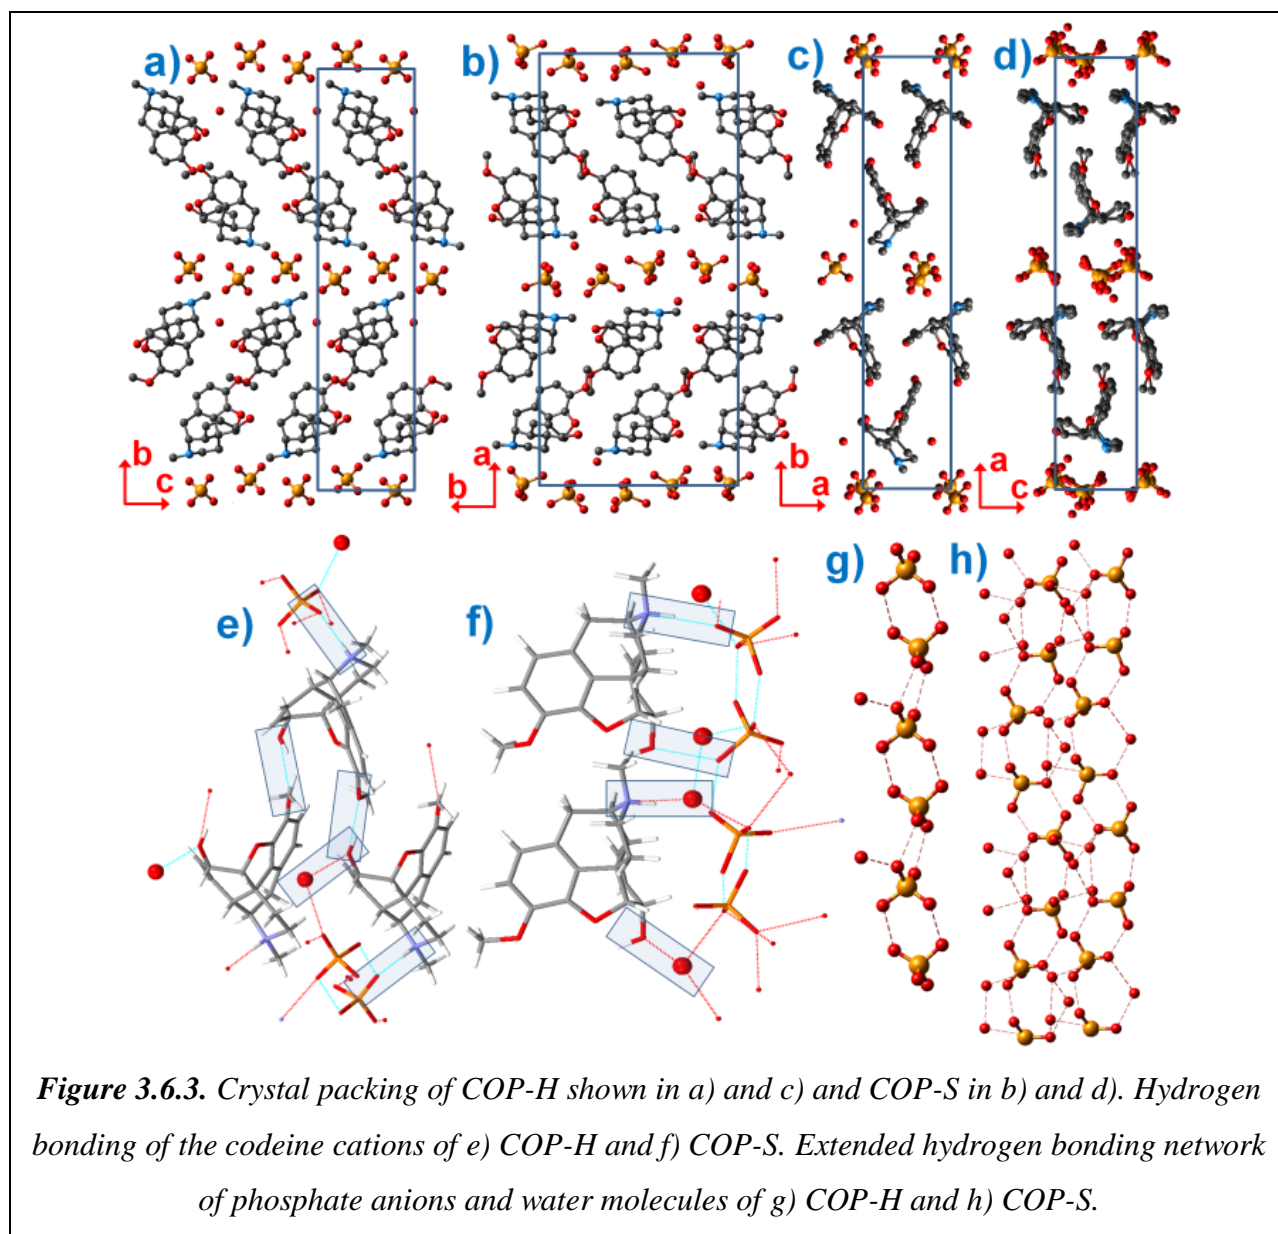 a)
b)
c)
d)
b
c
a
b
b
a
a
c
e)
f)
g)
h)
Figure 3.6.3. Crystal packing of COP-H shown in a) and c) and COP-S in b) and d). Hydrogen
bonding of the codeine cations of e) COP-H and f) COP-S. Extended hydrogen bonding network
of phosphate anions and water molecules of g) COP-H and h) COP-S.